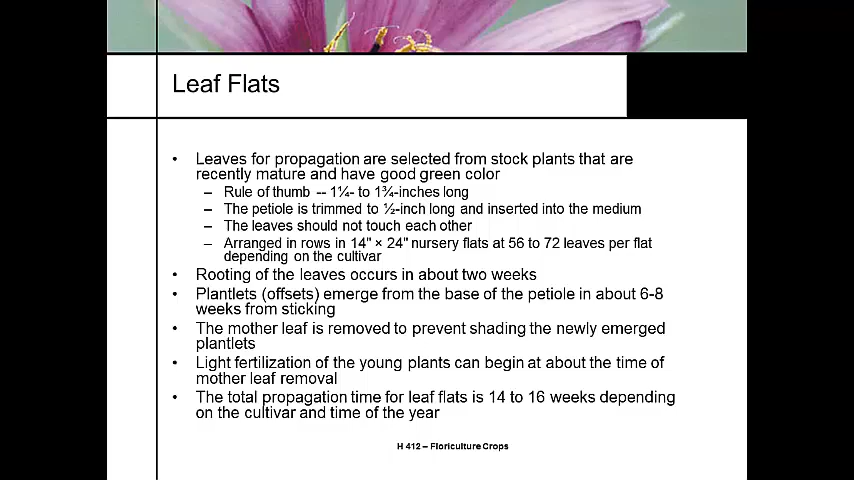 Leaf Flats
• Leaves for propagation are selected from stock plants that are
recently mature and have good green color
– Rule of thumb -- 1¼- to 1¾-inches long
– The petiole is trimmed to ½-inch long and inserted into the medium
– The leaves should not touch each other
– Arranged in rows in 14" × 24" nursery flats at 56 to 72 leaves per flat
depending on the cultivar
• Rooting of the leaves occurs in about two weeks
• Plantlets (offsets) emerge from the base of the petiole in about 6-8
weeks from sticking
• The mother leaf is removed to prevent shading the newly emerged
plantlets
• Light fertilization of the young plants can begin at about the time of
mother leaf removal
• The total propagation time for leaf flats is 14 to 16 weeks depending
on the cultivar and time of the year
H 412 – Floriculture Crops